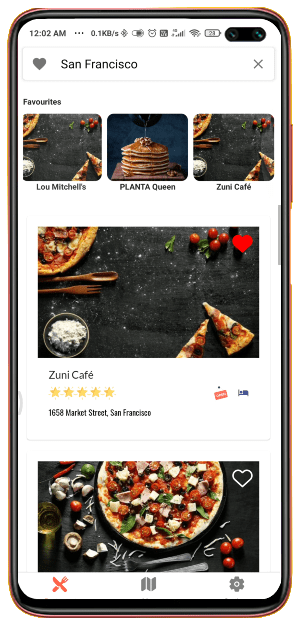 12:02 AM ··· 0.1KB/s
San Francisco
Favourites
Lou Mitchell's
PLANTA Queen
Zuni Café
Zuni Café
1658 Market Street, San Francisco